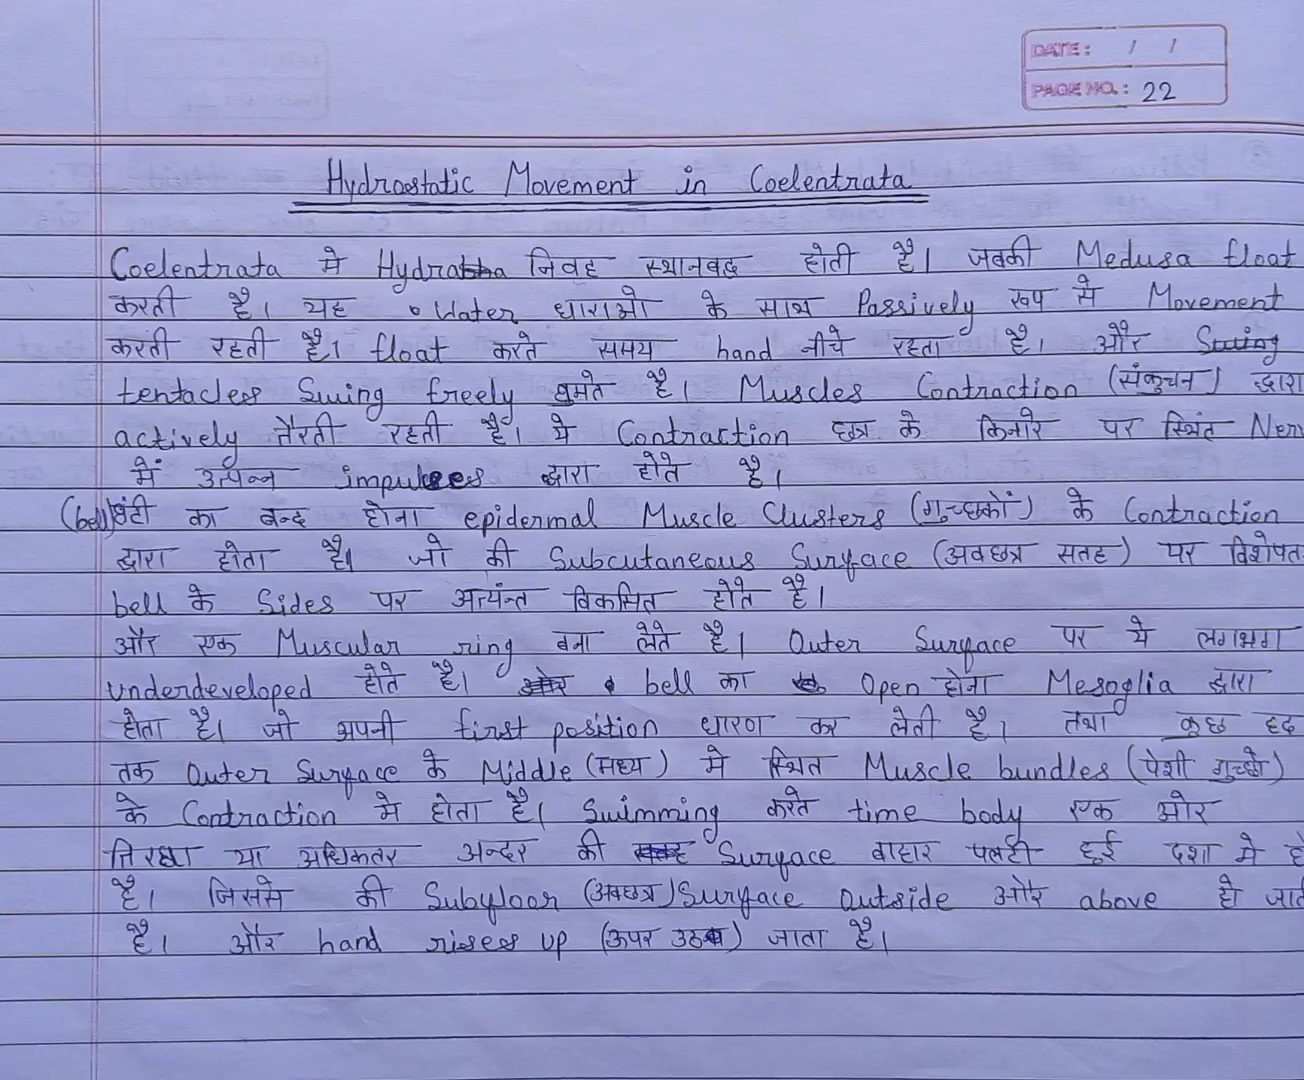 DATE: / /
PAGE NO.: 22
Hydrostatic Movement in Coelentrata
Coelentrata मे Hydra निवह स्थानबद्ध होती है। जबकी Medusa float
करती है। यह Water धाराओ के साथ Passively रूप से Movement
करती रहती है। float करते समय hand नीचे रहता है। और Swing
tentacles Swing freely घुमते है। Muscles Contraction (संकुचन) द्वारा
actively तैरती रहती है। ये Contraction छत्र के किनारे पर स्थित Nerv
में उत्पन्न impulses द्वारा होते है।
(bell) घंटी का बन्द होना epidermal Muscle Clusters (गुच्छकों) के Contraction
द्वारा होता है। जो की Subcutaneous Surface (अवछत्र सतह) पर विशेषत
bell के Sides पर अत्यंन्त विकसित होते है।
और एक Muscular ring बना लेते है। Outer Surface पर ये लगभग
underdeveloped होते है। bell का Open होना Mesoglia द्वारा
होता है। जो अपनी first position धारण कर लेती है। तथा कुछ हद
तक Outer Surface के Middle (मध्य) मे स्थित Muscle bundles (पेशी गुच्छो)
के Contraction मे होता है। Swimming करते time body एक ओर
तिरछा या अधिकतर अन्दर की Surface बाहार पलटी हुई दशा मे हो
है। जिससे की Subyloar (अवछत्र) Surface Outside और above हो जाती
है। और hand rises up (ऊपर उठ) जाता है।